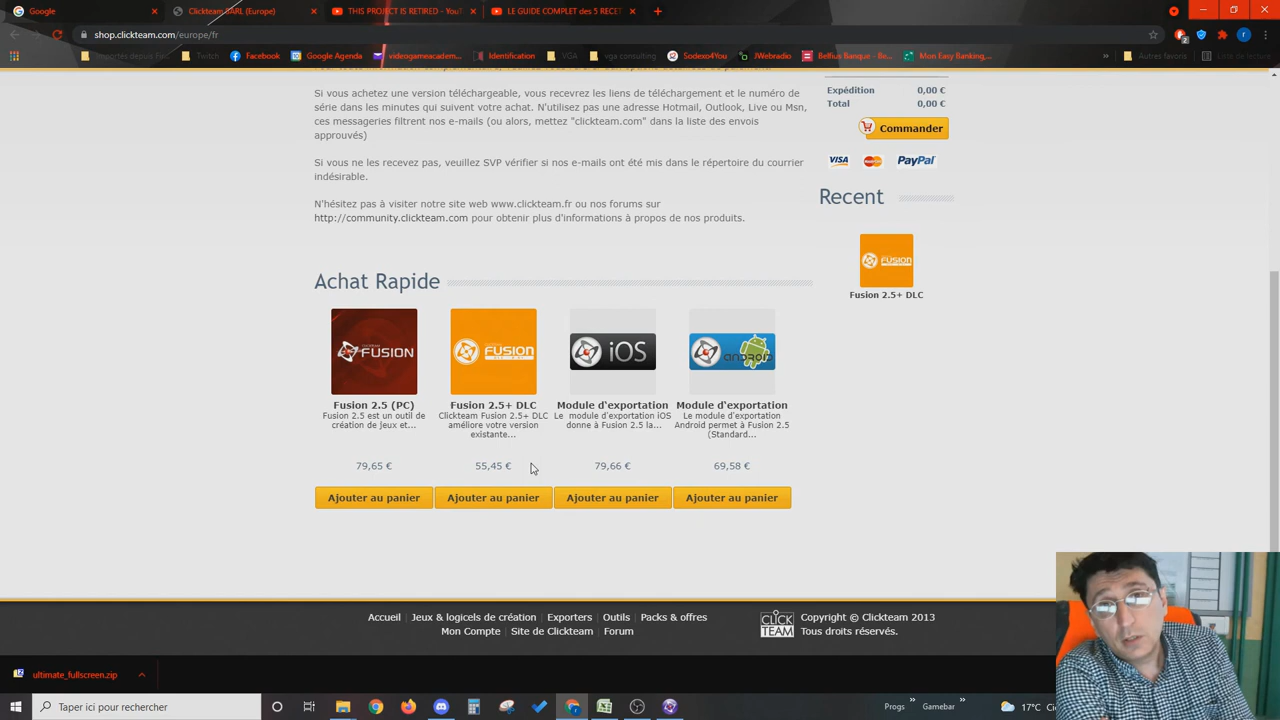 Google
Clickteam SARL (Europe)
THIS PROJECT IS RETIRED - YouT
LE GUIDE COMPLET des 5 RECET
shop.clickteam.com/europe/fr
Twitch
Facebook
Google Agenda
videogameacadem...
Identification
VGA
vga consulting
Sodexo4You
JWebradio
Belfius Banque - Bo...
Mon Easy Banking,...
»
Autres favoris
Liste de lecture
Si vous achetez une version téléchargeable, vous recevrez les liens de téléchargement et le numéro de
série dans les minutes qui suivent votre achat. N'utilisez pas une adresse Hotmail, Outlook, Live ou Msn,
ces messageries filtrent nos e-mails (ou alors, mettez "clickteam.com" dans la liste des envois
approuvés)
Si vous ne les recevez pas, veuillez SVP vérifier si nos e-mails ont été mis dans le répertoire du courrier
indésirable.
N'hésitez pas à visiter notre site web www.clickteam.fr ou nos forums sur
http://community.clickteam.com pour obtenir plus d'informations à propos de nos produits.
Expédition 0,00 €
Total 0,00 €
Commander
VISA MasterCard PayPal
Recent
FUSION
Fusion 2.5+ DLC
Achat Rapide
FUSION
FUSION
iOS
android
Fusion 2.5 (PC)
Fusion 2.5 est un outil de
création de jeux et...
79,65 €
Ajouter au panier
Fusion 2.5+ DLC
Clickteam Fusion 2.5+ DLC
améliore votre version
existante...
55,45 €
Ajouter au panier
Module d'exportation
Le module d'exportation iOS
donne à Fusion 2.5 la...
79,66 €
Ajouter au panier
Module d'exportation
Le module d'exportation
Android permet à Fusion 2.5
(Standard...
69,58 €
Ajouter au panier
Accueil | Jeux & logiciels de création | Exporters | Outils | Packs & offres
Mon Compte | Site de Clickteam | Forum
CLICK
TEAM
Copyright © Clickteam 2013
Tous droits réservés.
ultimate_fullscreen.zip
Taper ici pour rechercher
Progs
»
Gamebar
»
17°C